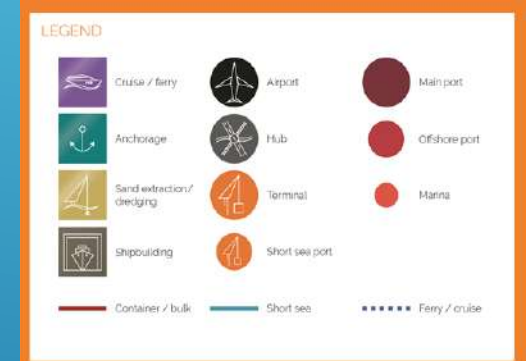 LEGEND
Cruise / ferry
Airport
Main port
Anchorage
Hub
Offshore port
Sand extraction/
dredging
Terminal
Marina
Shipbuilding
Short sea port
Container / bulk
Short sea
Ferry / cruise